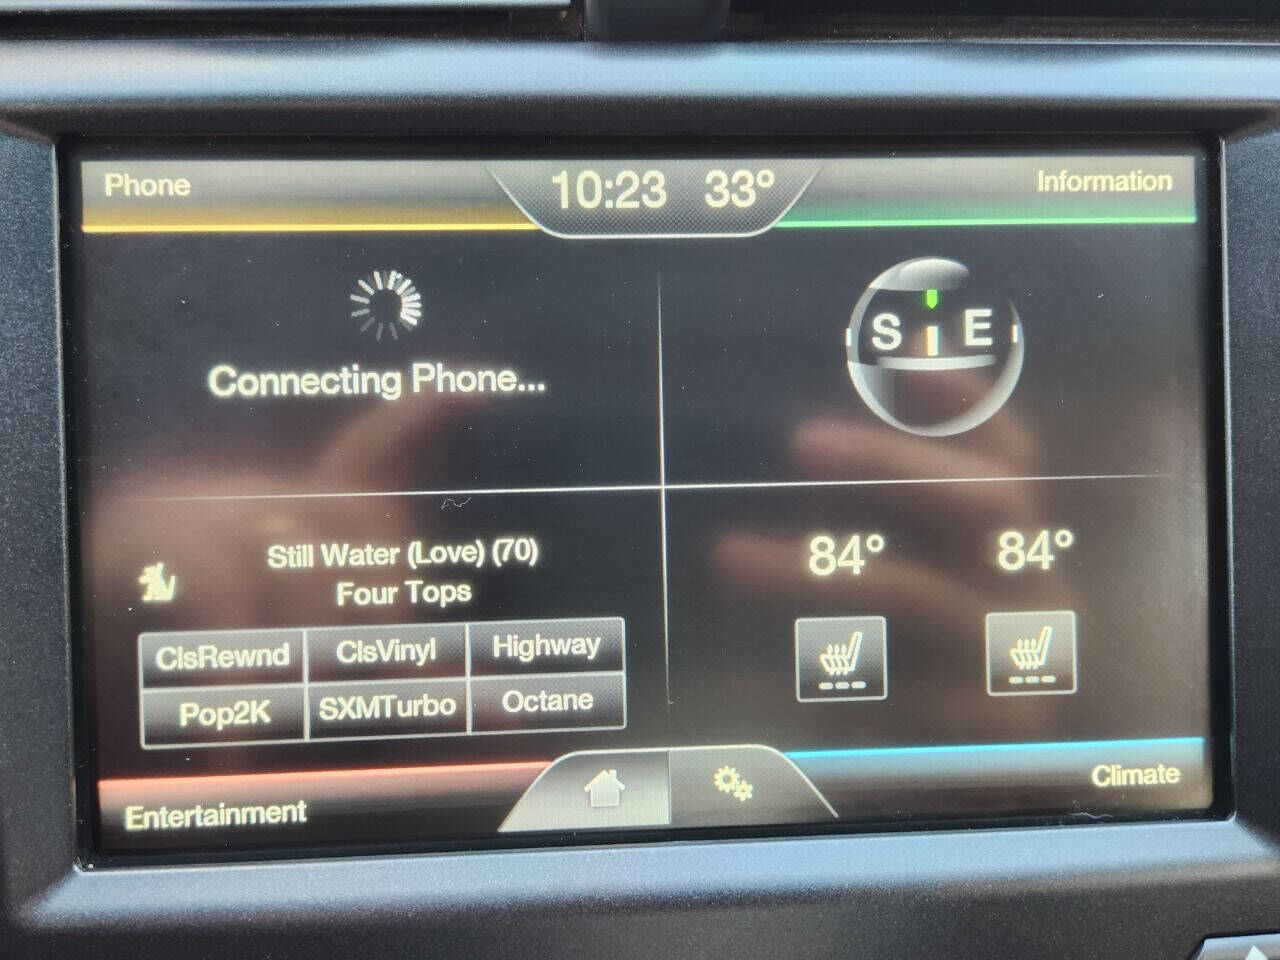 Phone
10:23 33°
Information
Connecting Phone...
S E
Still Water (Love) (70)
Four Tops
ClsRewnd ClsVinyl Highway
Pop2K SXMTurbo Octane
84° 84°
Entertainment
Climate